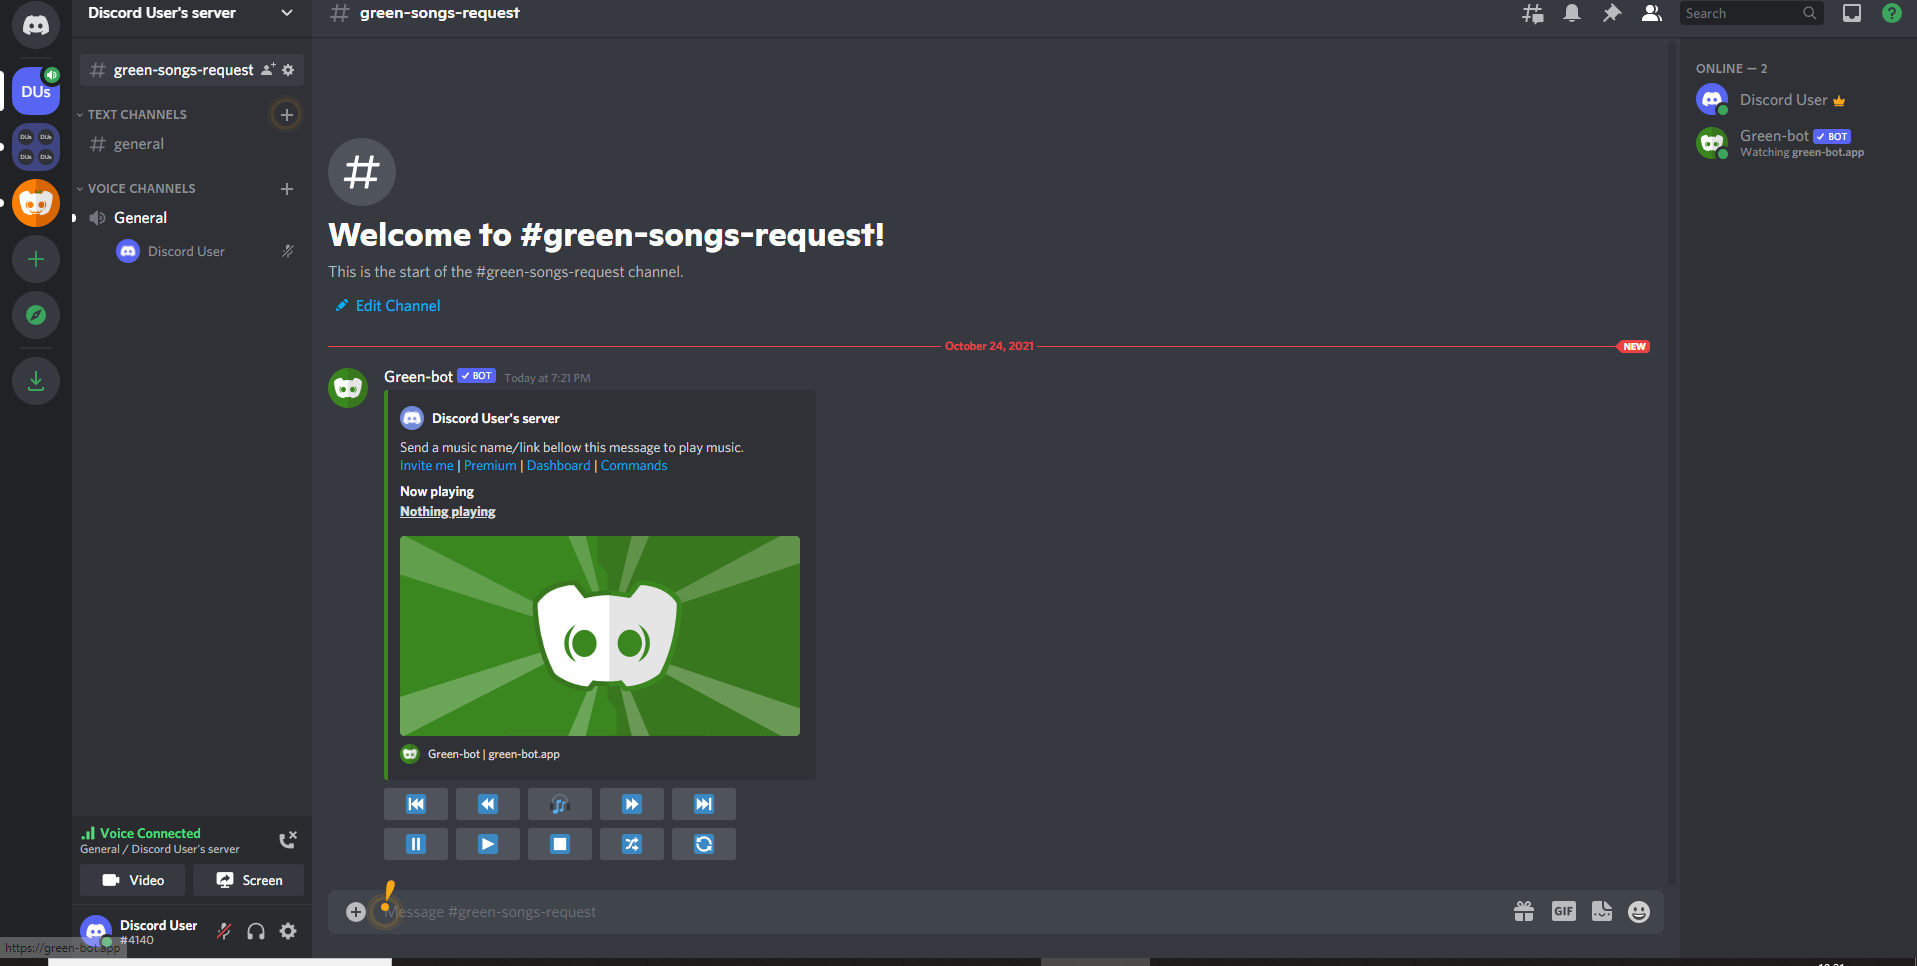 Discord User's server
green-songs-request
Search
DUs
DUs DUs
DUs DUs
green-songs-request
TEXT CHANNELS
general
VOICE CHANNELS
General
Discord User
Welcome to #green-songs-request!
This is the start of the #green-songs-request channel.
Edit Channel
October 24, 2021
NEW
Green-bot BOT Today at 7:21 PM
Discord User's server
Send a music name/link bellow this message to play music.
Invite me | Premium | Dashboard | Commands
Now playing
Nothing playing
Green-bot | green-bot.app
Message #green-songs-request
GIF
ONLINE — 2
Discord User
Green-bot BOT
Watching green-bot.app
Voice Connected
General / Discord User's server
Video
Screen
Discord User
#4140
https://green-bot.app